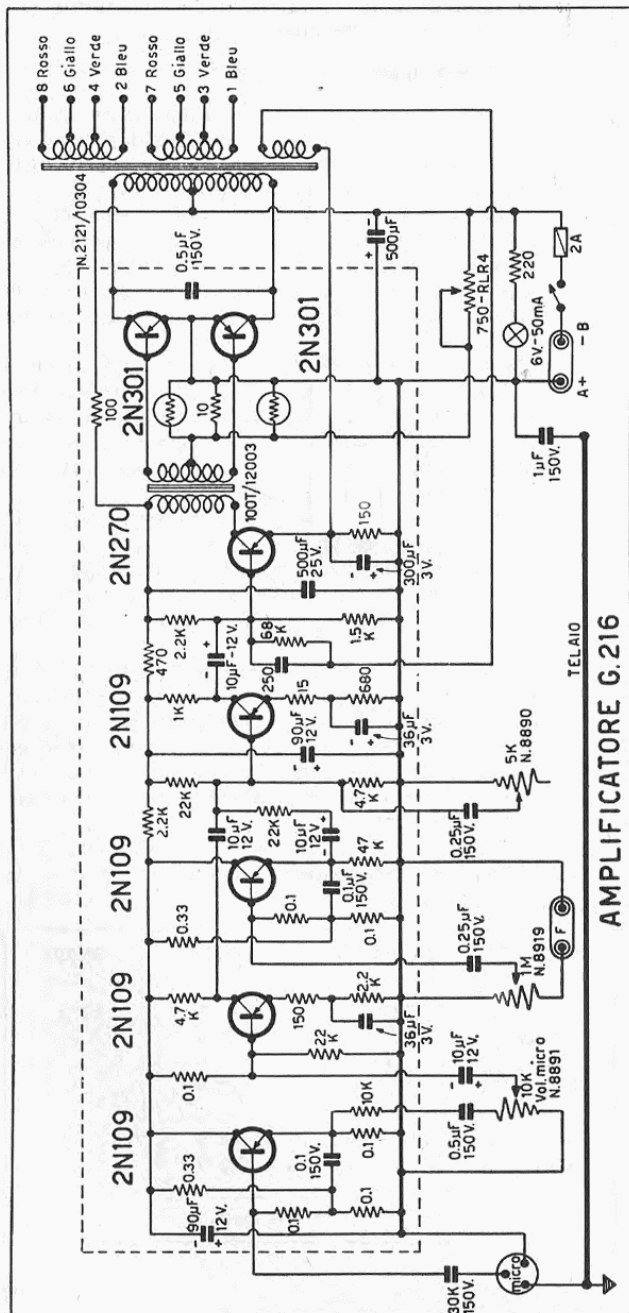 8 Rosso
6 Giallo
4 Verde
2 Bleu
7 Rosso
5 Giallo
3 Verde
1 Bleu
N.2121/10304
0.5µF
150V.
+ -
500µF
750-RLR4
220
2A
6V.-50mA
A+
-B
2N301
2N301
100
10
100T/12003
1µF
150V.
2N270
500µF
25V.
150
- +
300µF
3V.
2.2K
470
10µF-12V.
- +
68
K
1.5
K
250
1K
15
680
2N109
90µF
12V.
- +
36µF
3V.
- +
22K
2.2K
4.7
K
5K
N.8890
0.25µF
150V.
10µF
12V.
22K
10µF
12V.
+
-
47
K
0.1µF
150V.
2N109
0.33
0.1
0.1
0.25µF
150V.
1M
N.8919
F
4.7
K
2N109
150
2.2
K
36µF
3V.
22
K
0.1
10µF
12V.
- +
10K
Vol.micro
N.8891
2N109
10K
0.1
0.1
150V.
0.5µF
150V.
0.33
0.1
0.1
90µF
12V.
- +
micro
30K
150V.
TELAIO
AMPLIFICATORE G.216